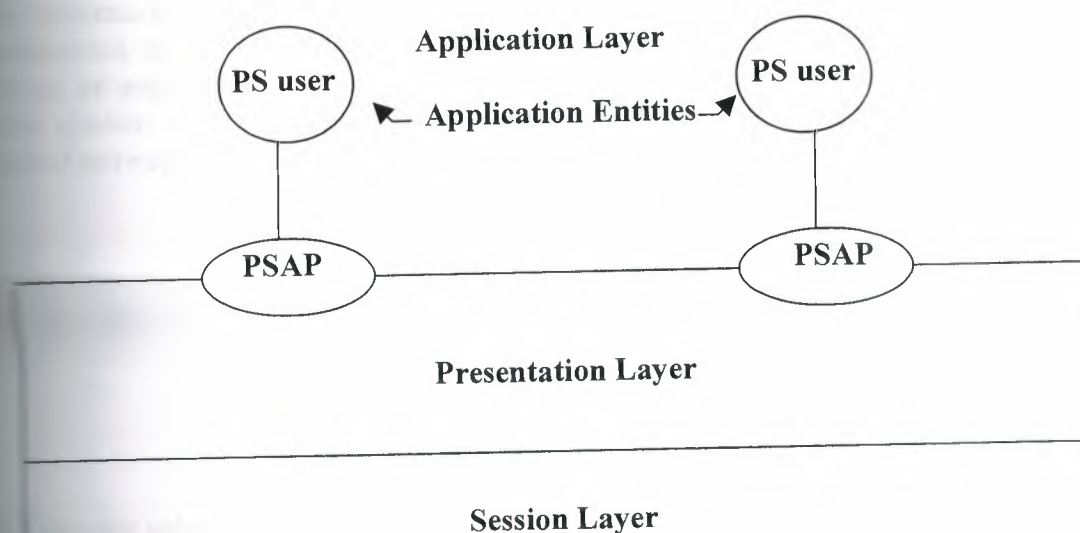 Application Layer
PS user
PS user
Application Entities
PSAP
PSAP
Presentation Layer
Session Layer